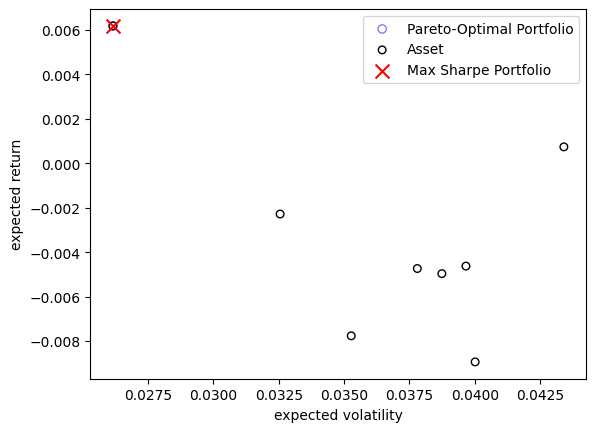 Pareto-Optimal Portfolio
Asset
Max Sharpe Portfolio
0.006
0.004
0.002
0.000
−0.002
−0.004
−0.006
−0.008
expected return
0.0275 0.0300 0.0325 0.0350 0.0375 0.0400 0.0425
expected volatility